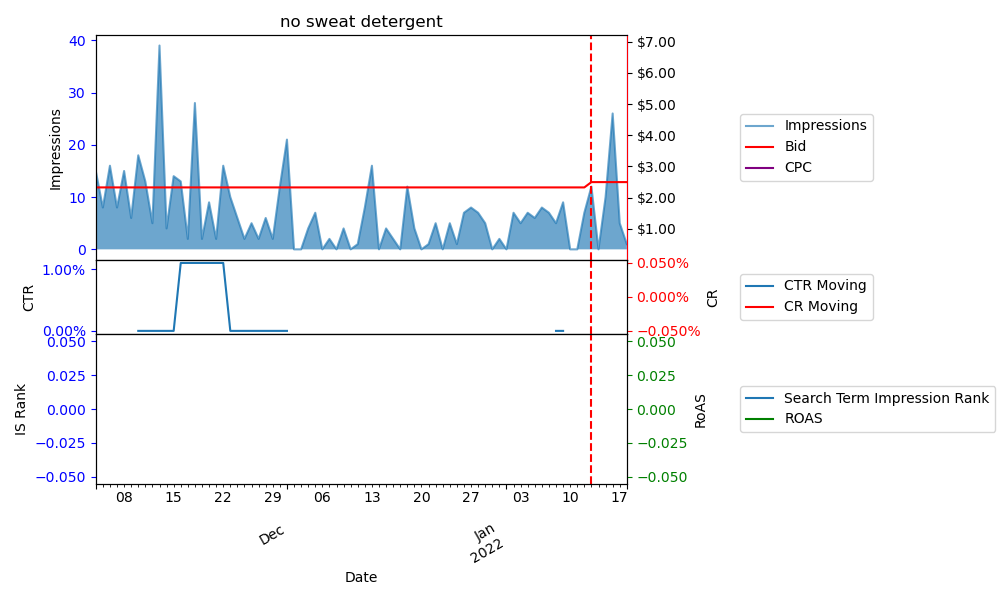 no sweat detergent
40
30
20
10
0
Impressions
$7.00
$6.00
$5.00
$4.00
$3.00
$2.00
$1.00
Impressions
Bid
CPC
1.00%
0.00%
CTR
0.050%
0.000%
−0.050%
CR
CTR Moving
CR Moving
0.050
0.025
0.000
−0.025
−0.050
IS Rank
0.050
0.025
0.000
−0.025
−0.050
RoAS
Search Term Impression Rank
ROAS
08 15 22 29 06 13 20 27 03 10 17
Dec
Jan
2022
Date